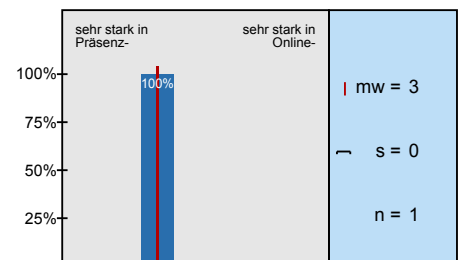 sehr stark in
Präsenz-
sehr stark in
Online-
100%
100%
75%
50%
25%
mw = 3
s = 0
n = 1